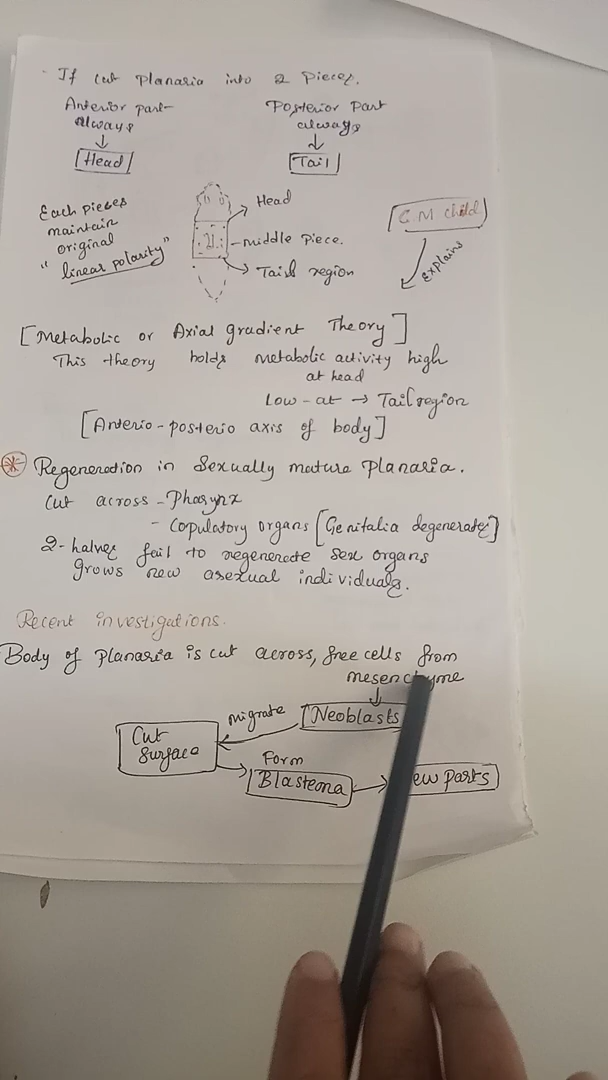 If cut Planaria into 2 pieces.
Anterior part always
↓
Head
Posterior Part always
↓
Tail
Each pieces
maintain
original
"linear polarity"
Head
middle piece.
Tail region
C M child
explains
[Metabolic or Axial gradient Theory]
This theory holds metabolic activity high
at head
Low - at → Tail region
[Anterio-posterio axis of body]
Regeneration in Sexually mature Planaria.
Cut across - Pharynx
- Copulatory organs [Genitalia degenerate]
2-halves fail to regenerate sex organs
grows new asexual individuals.
Recent investigations.
Body of Planaria is cut across, free cells from
mesenchyme
↓
Neoblasts
migrate
Cut
Surface
Form
Blastema
ew Parts